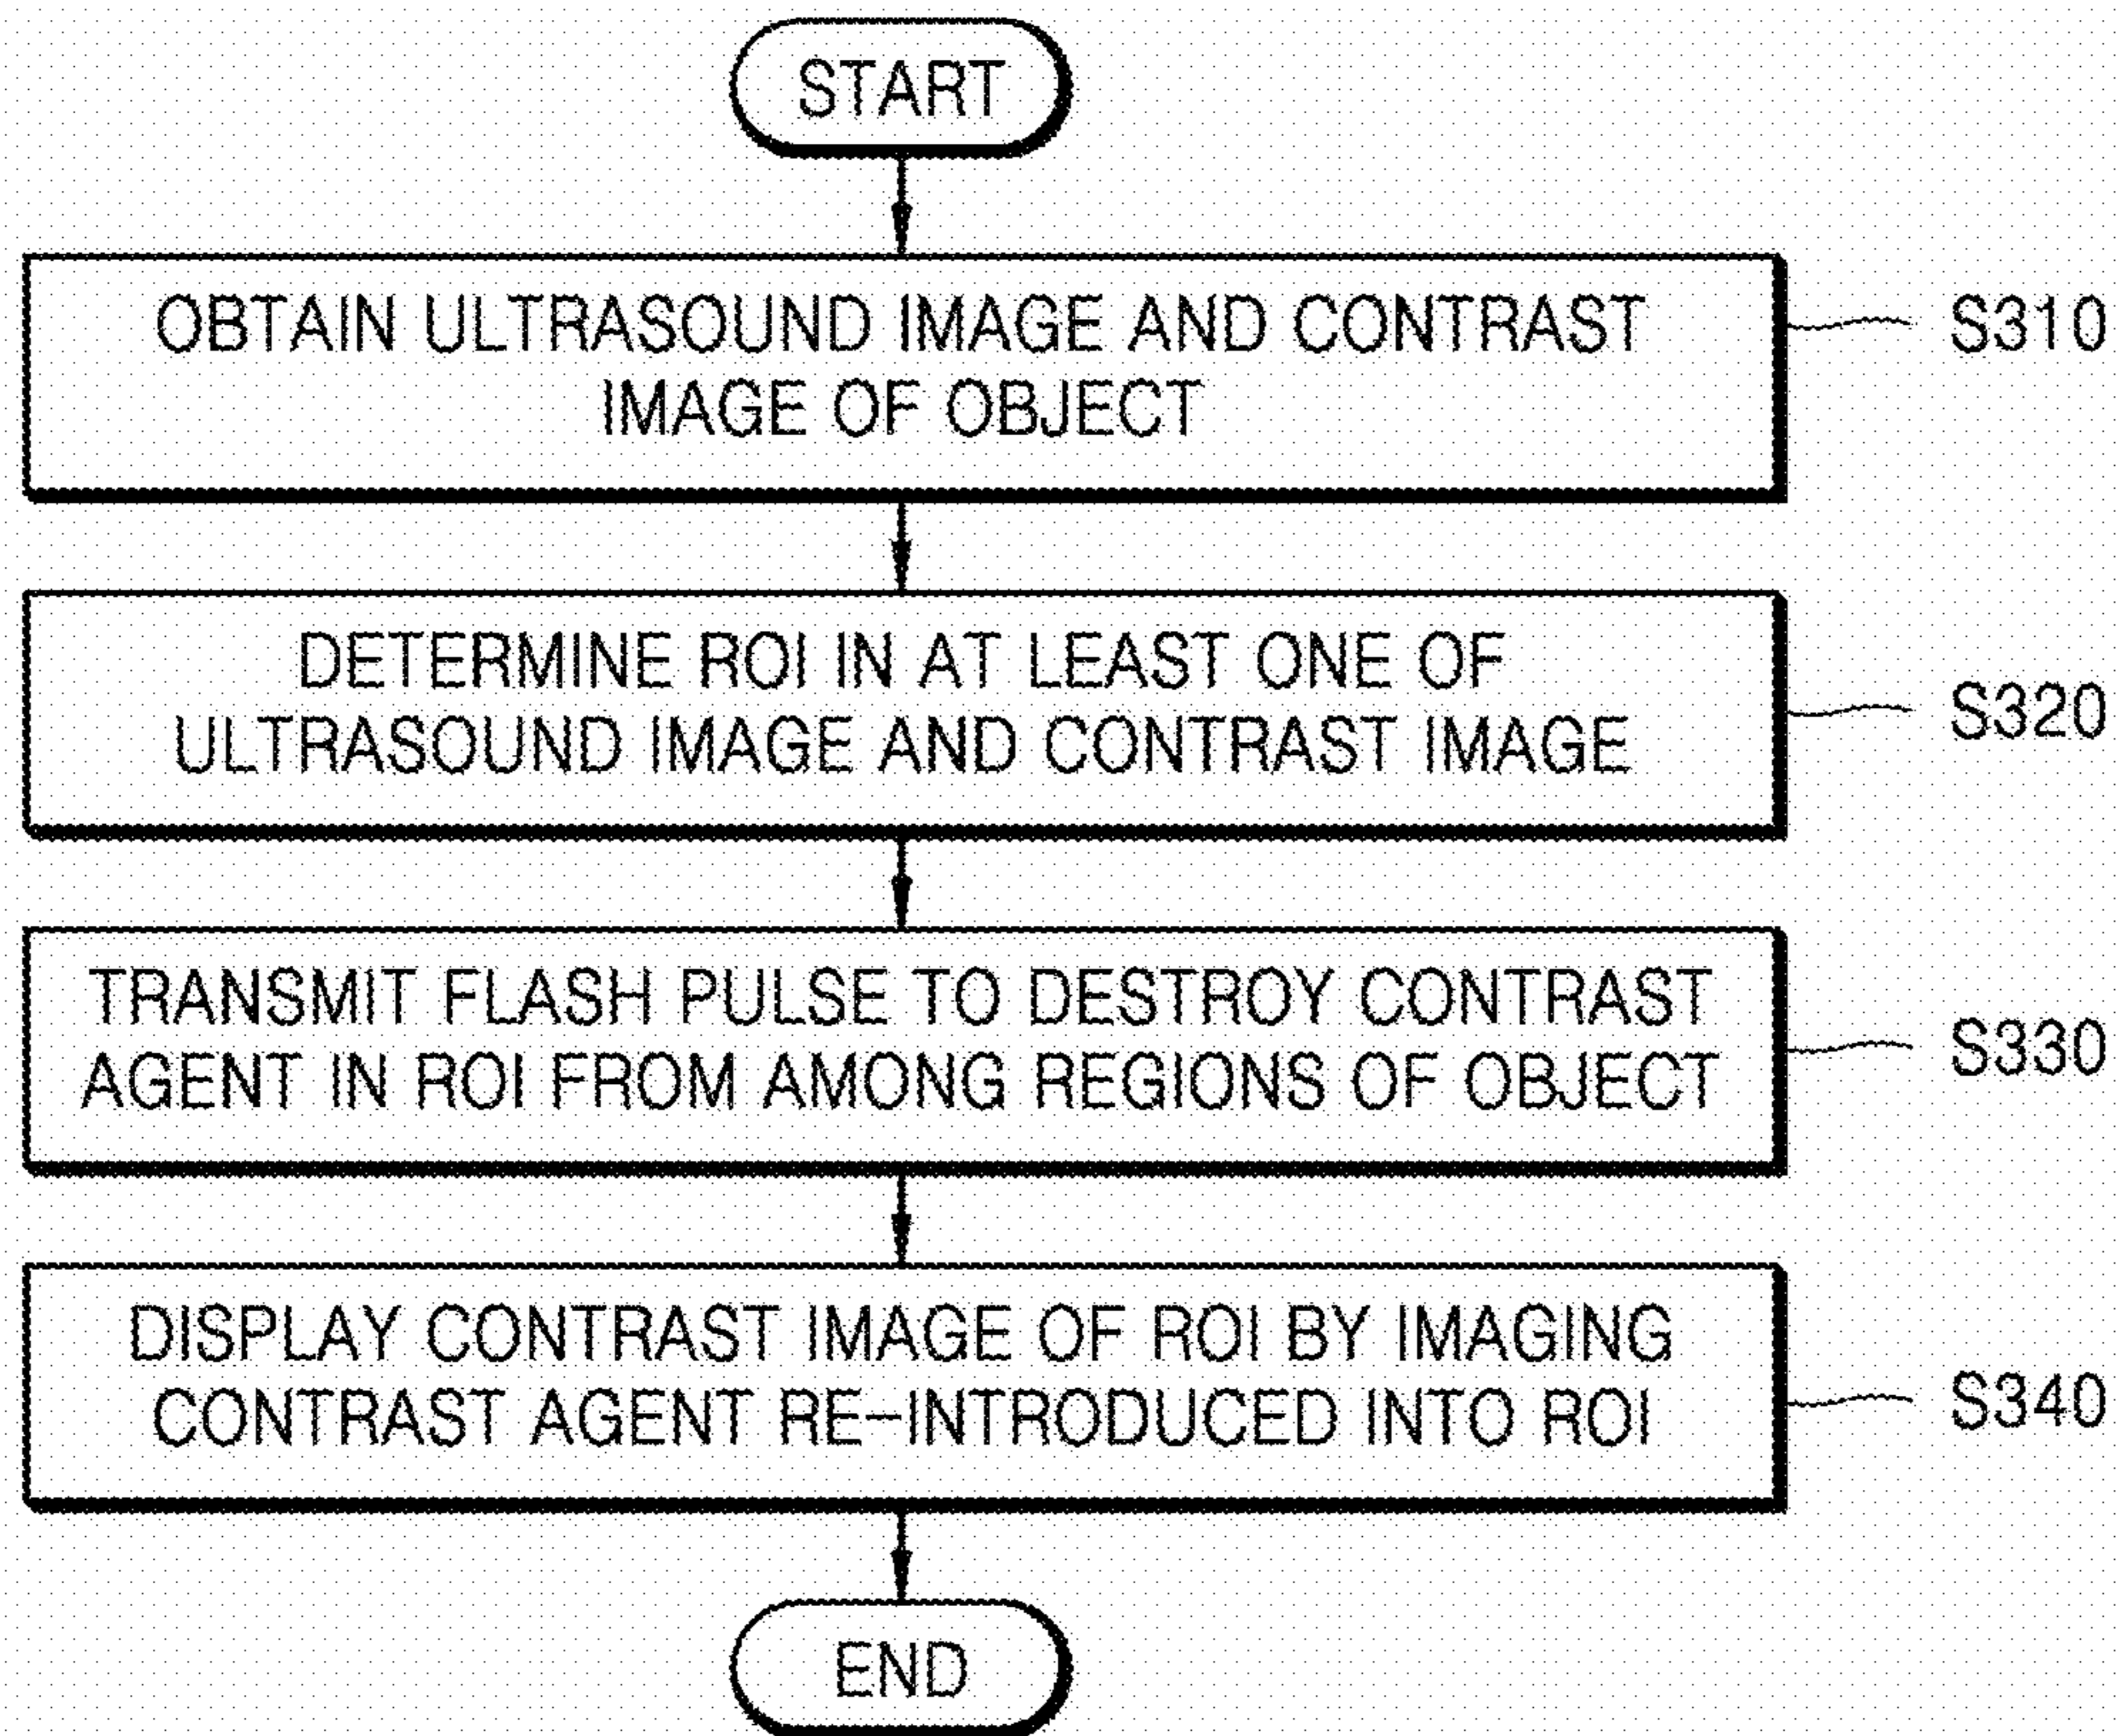 START
OBTAIN ULTRASOUND IMAGE AND CONTRAST
IMAGE OF OBJECT
S310
DETERMINE ROI IN AT LEAST ONE OF
ULTRASOUND IMAGE AND CONTRAST IMAGE
S320
TRANSMIT FLASH PULSE TO DESTROY CONTRAST
AGENT IN ROI FROM AMONG REGIONS OF OBJECT
S330
DISPLAY CONTRAST IMAGE OF ROI BY IMAGING
CONTRAST AGENT RE-INTRODUCED INTO ROI
S340
END